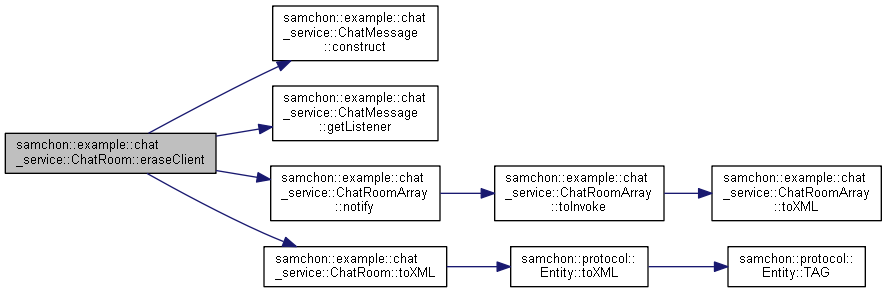 samchon::example::chat
_service::ChatMessage
::construct
samchon::example::chat
_service::ChatMessage
::getListener
samchon::example::chat
_service::ChatRoom::eraseClient
samchon::example::chat
_service::ChatRoomArray
::notify
samchon::example::chat
_service::ChatRoomArray
::toInvoke
samchon::example::chat
_service::ChatRoomArray
::toXML
samchon::example::chat
_service::ChatRoom::toXML
samchon::protocol::
Entity::toXML
samchon::protocol::
Entity::TAG